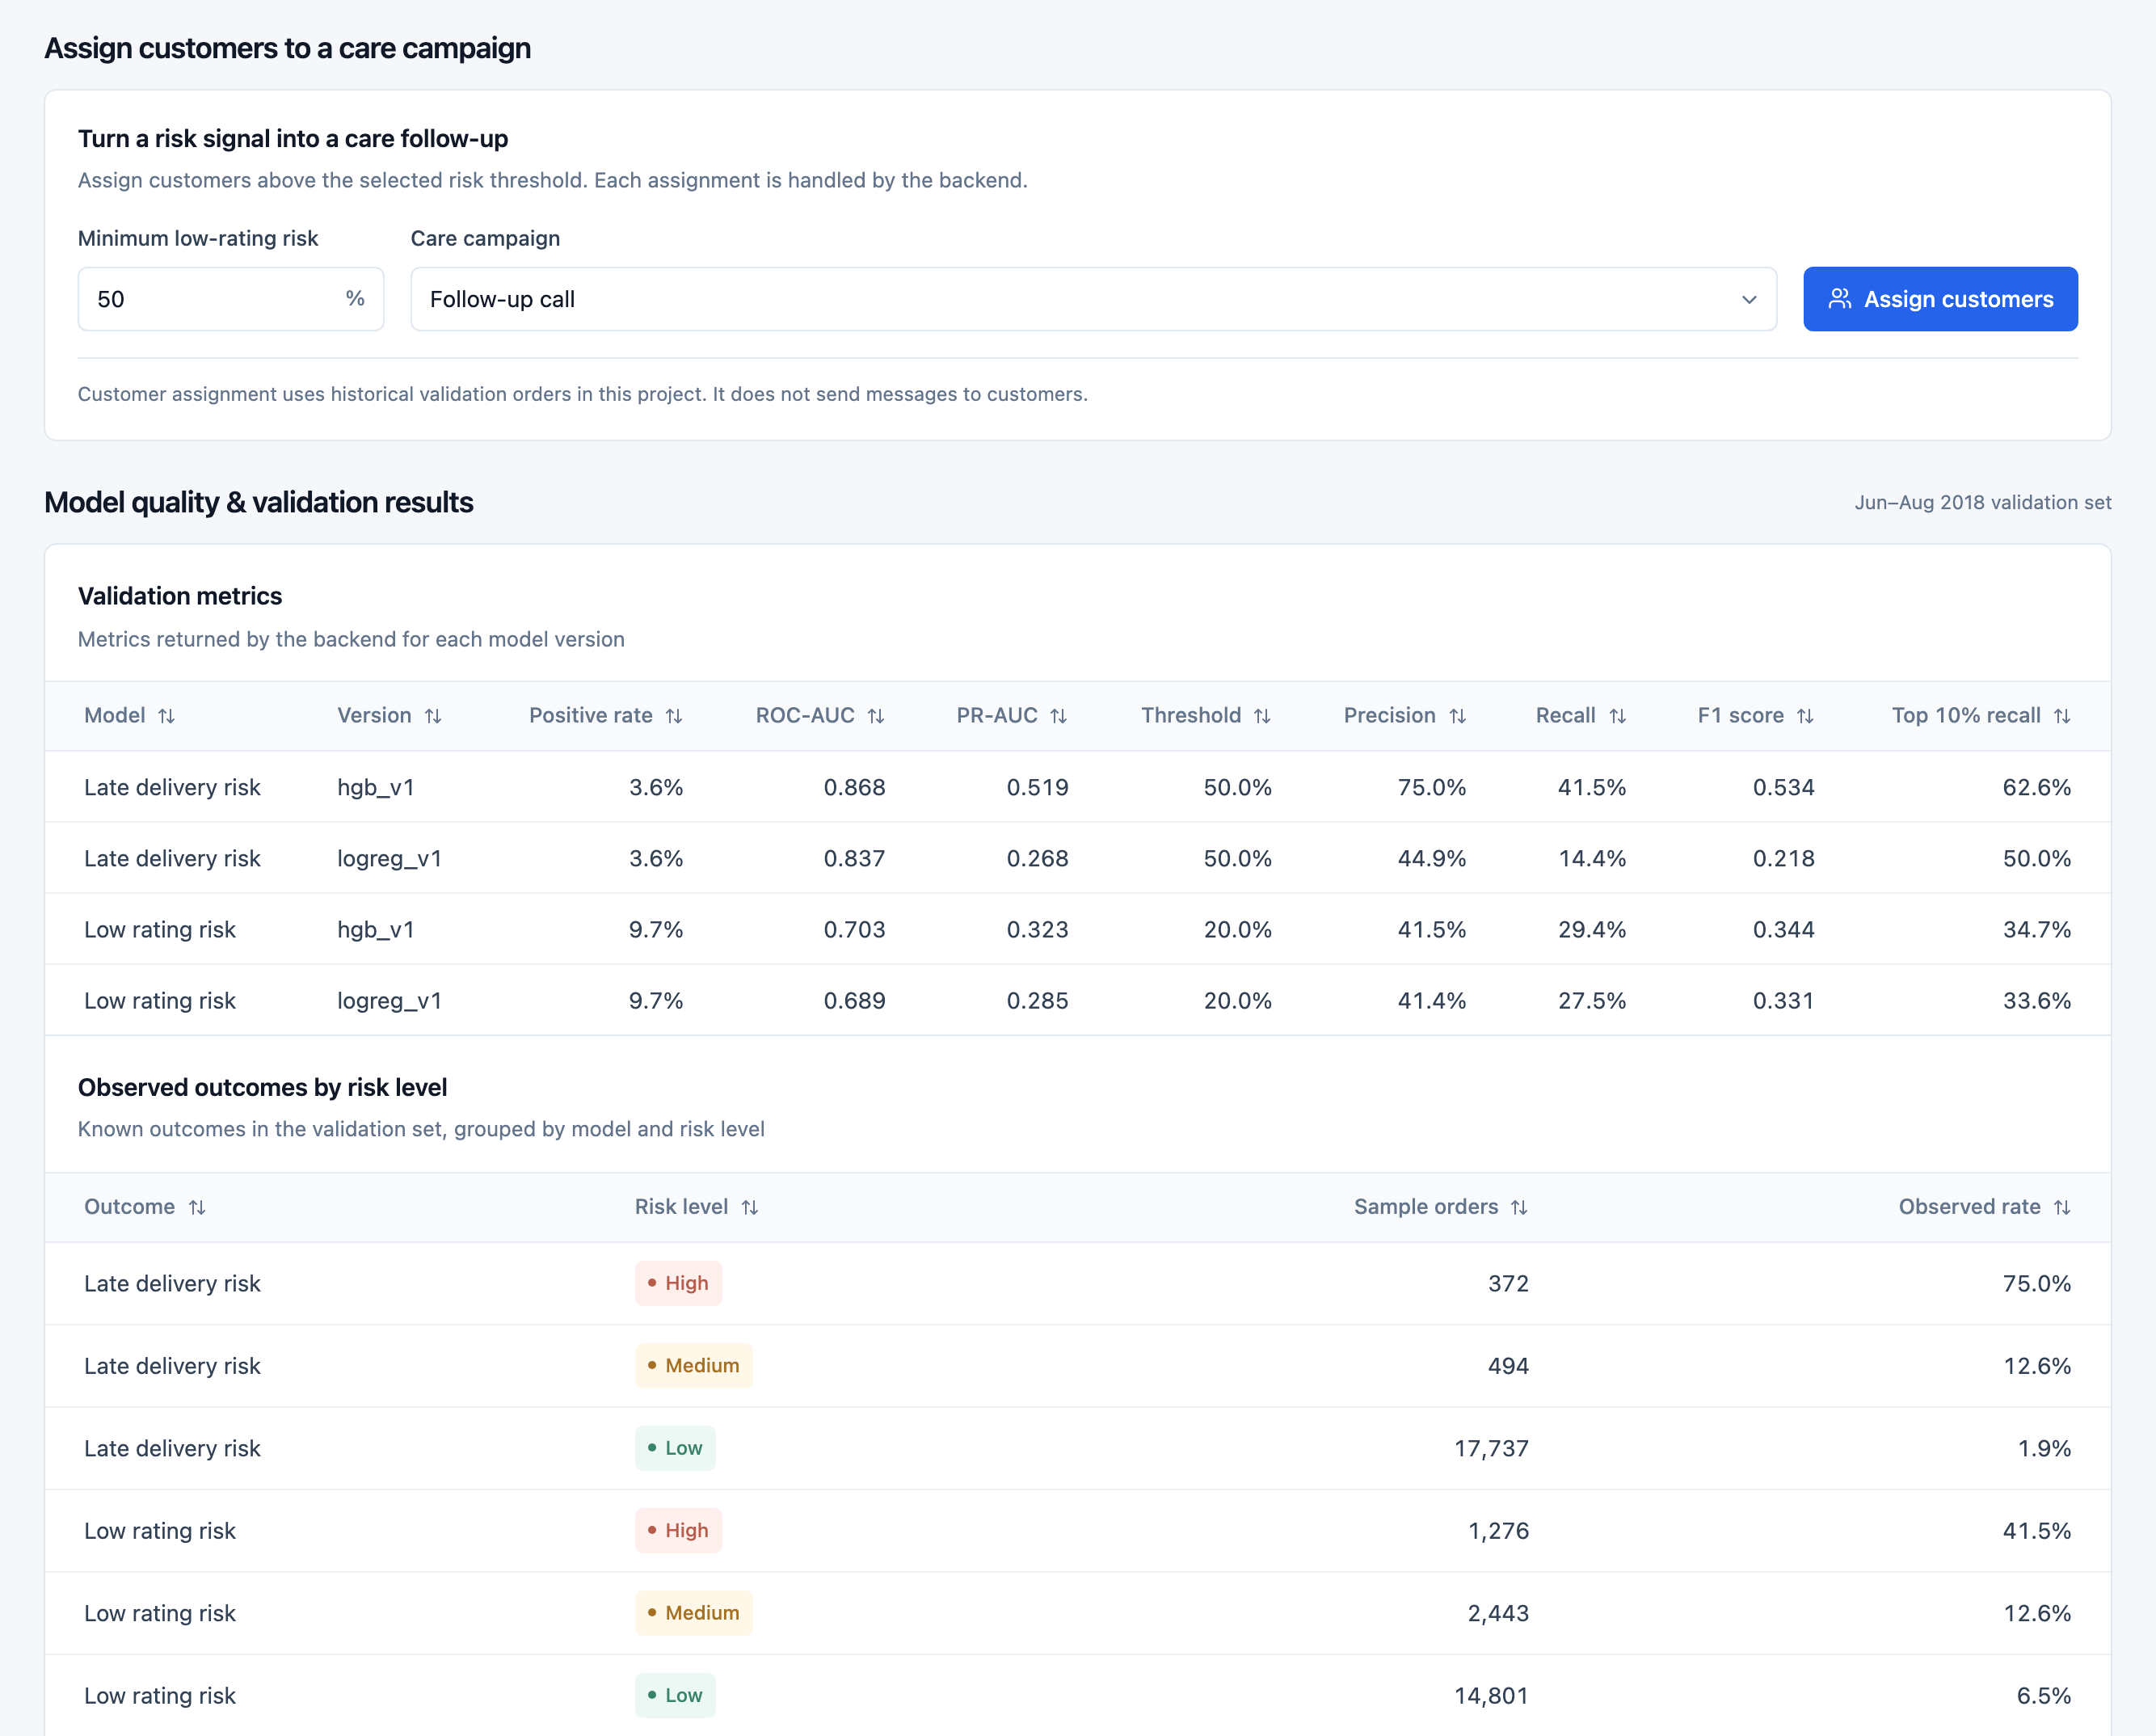 Assign customers to a care campaign
Turn a risk signal into a care follow-up
Assign customers above the selected risk threshold. Each assignment is handled by the backend.
Minimum low-rating risk Care campaign
50 % Follow-up call Assign customers
Customer assignment uses historical validation orders in this project. It does not send messages to customers.
Model quality & validation results Jun–Aug 2018 validation set
Validation metrics
Metrics returned by the backend for each model version
Model Version Positive rate ROC-AUC PR-AUC Threshold Precision Recall F1 score Top 10% recall
Late delivery risk hgb_v1 3.6% 0.868 0.519 50.0% 75.0% 41.5% 0.534 62.6%
Late delivery risk logreg_v1 3.6% 0.837 0.268 50.0% 44.9% 14.4% 0.218 50.0%
Low rating risk hgb_v1 9.7% 0.703 0.323 20.0% 41.5% 29.4% 0.344 34.7%
Low rating risk logreg_v1 9.7% 0.689 0.285 20.0% 41.4% 27.5% 0.331 33.6%
Observed outcomes by risk level
Known outcomes in the validation set, grouped by model and risk level
Outcome Risk level Sample orders Observed rate
Late delivery risk High 372 75.0%
Late delivery risk Medium 494 12.6%
Late delivery risk Low 17,737 1.9%
Low rating risk High 1,276 41.5%
Low rating risk Medium 2,443 12.6%
Low rating risk Low 14,801 6.5%